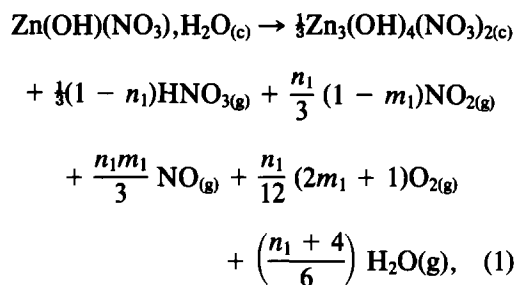 Zn(OH)(NO₃),H₂O₍c₎ → ⅓Zn₃(OH)₄(NO₃)₂₍c₎
+ ⅓(1 − n₁)HNO₃₍g₎ + n₁/3 (1 − m₁)NO₂₍g₎
+ n₁m₁/3 NO₍g₎ + n₁/12 (2m₁ + 1)O₂₍g₎
+ ((n₁ + 4)/6) H₂O(g), (1)